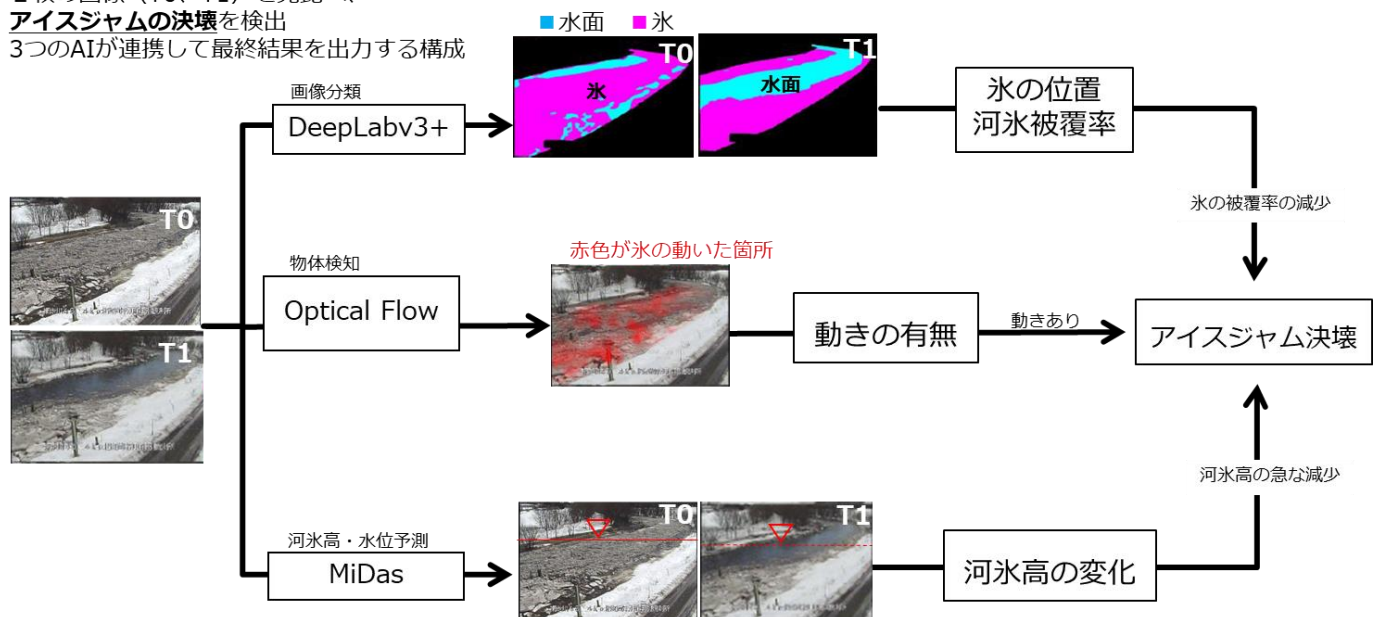 アイスジャムの決壊を検出
3つのAIが連携して最終結果を出力する構成
■水面 ■氷
画像分類
DeepLabv3+
T0
氷
T1
水面
氷の位置
河氷被覆率
氷の被覆率の減少
T0
T1
物体検知
Optical Flow
赤色が氷の動いた箇所
動きの有無
動きあり
アイスジャム決壊
河氷高の急な減少
河氷高・水位予測
MiDas
T0
T1
河氷高の変化